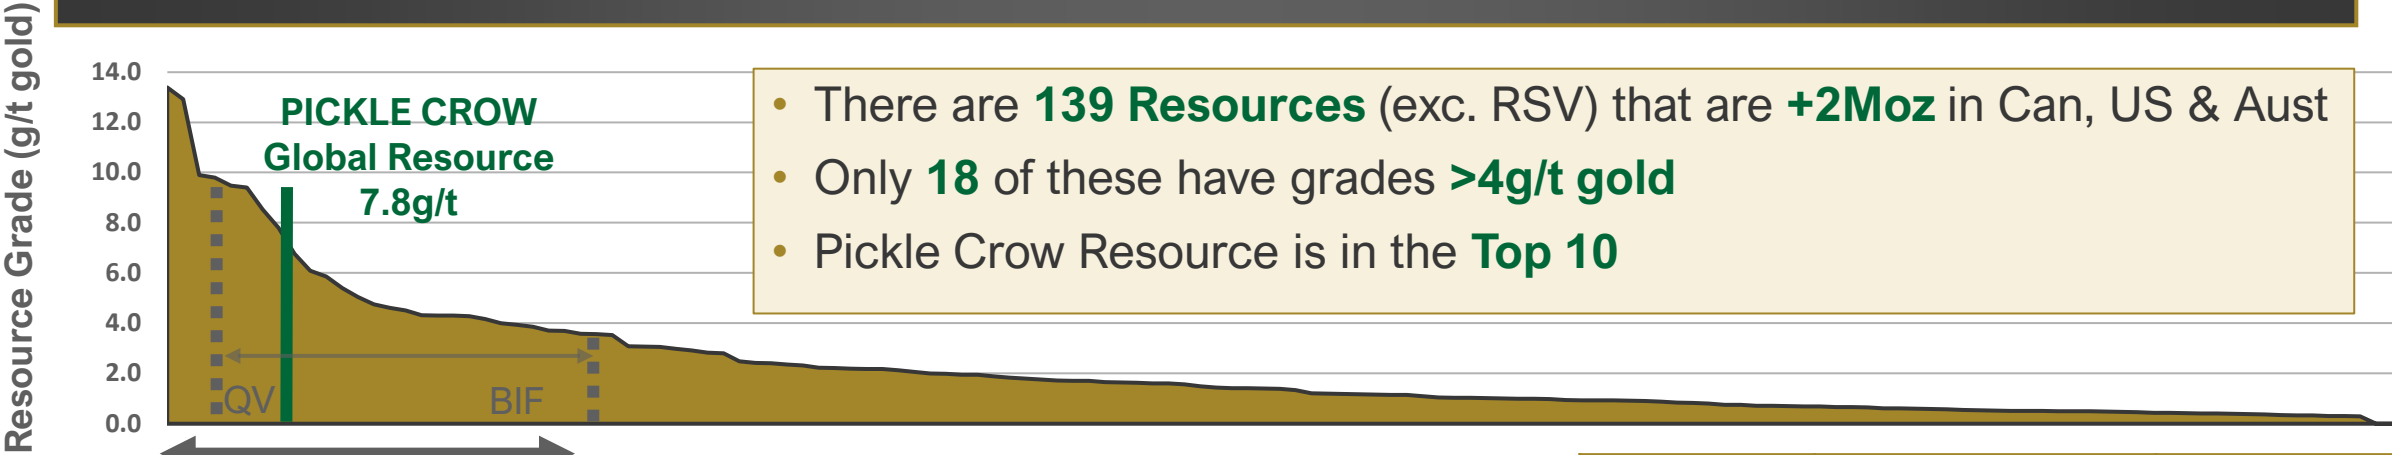 Resource Grade (g/t gold)
14.0
12.0
10.0
8.0
6.0
4.0
2.0
0.0
PICKLE CROW
Global Resource
7.8g/t
• There are 139 Resources (exc. RSV) that are +2Moz in Can, US & Aust
• Only 18 of these have grades >4g/t gold
• Pickle Crow Resource is in the Top 10
QV
BIF